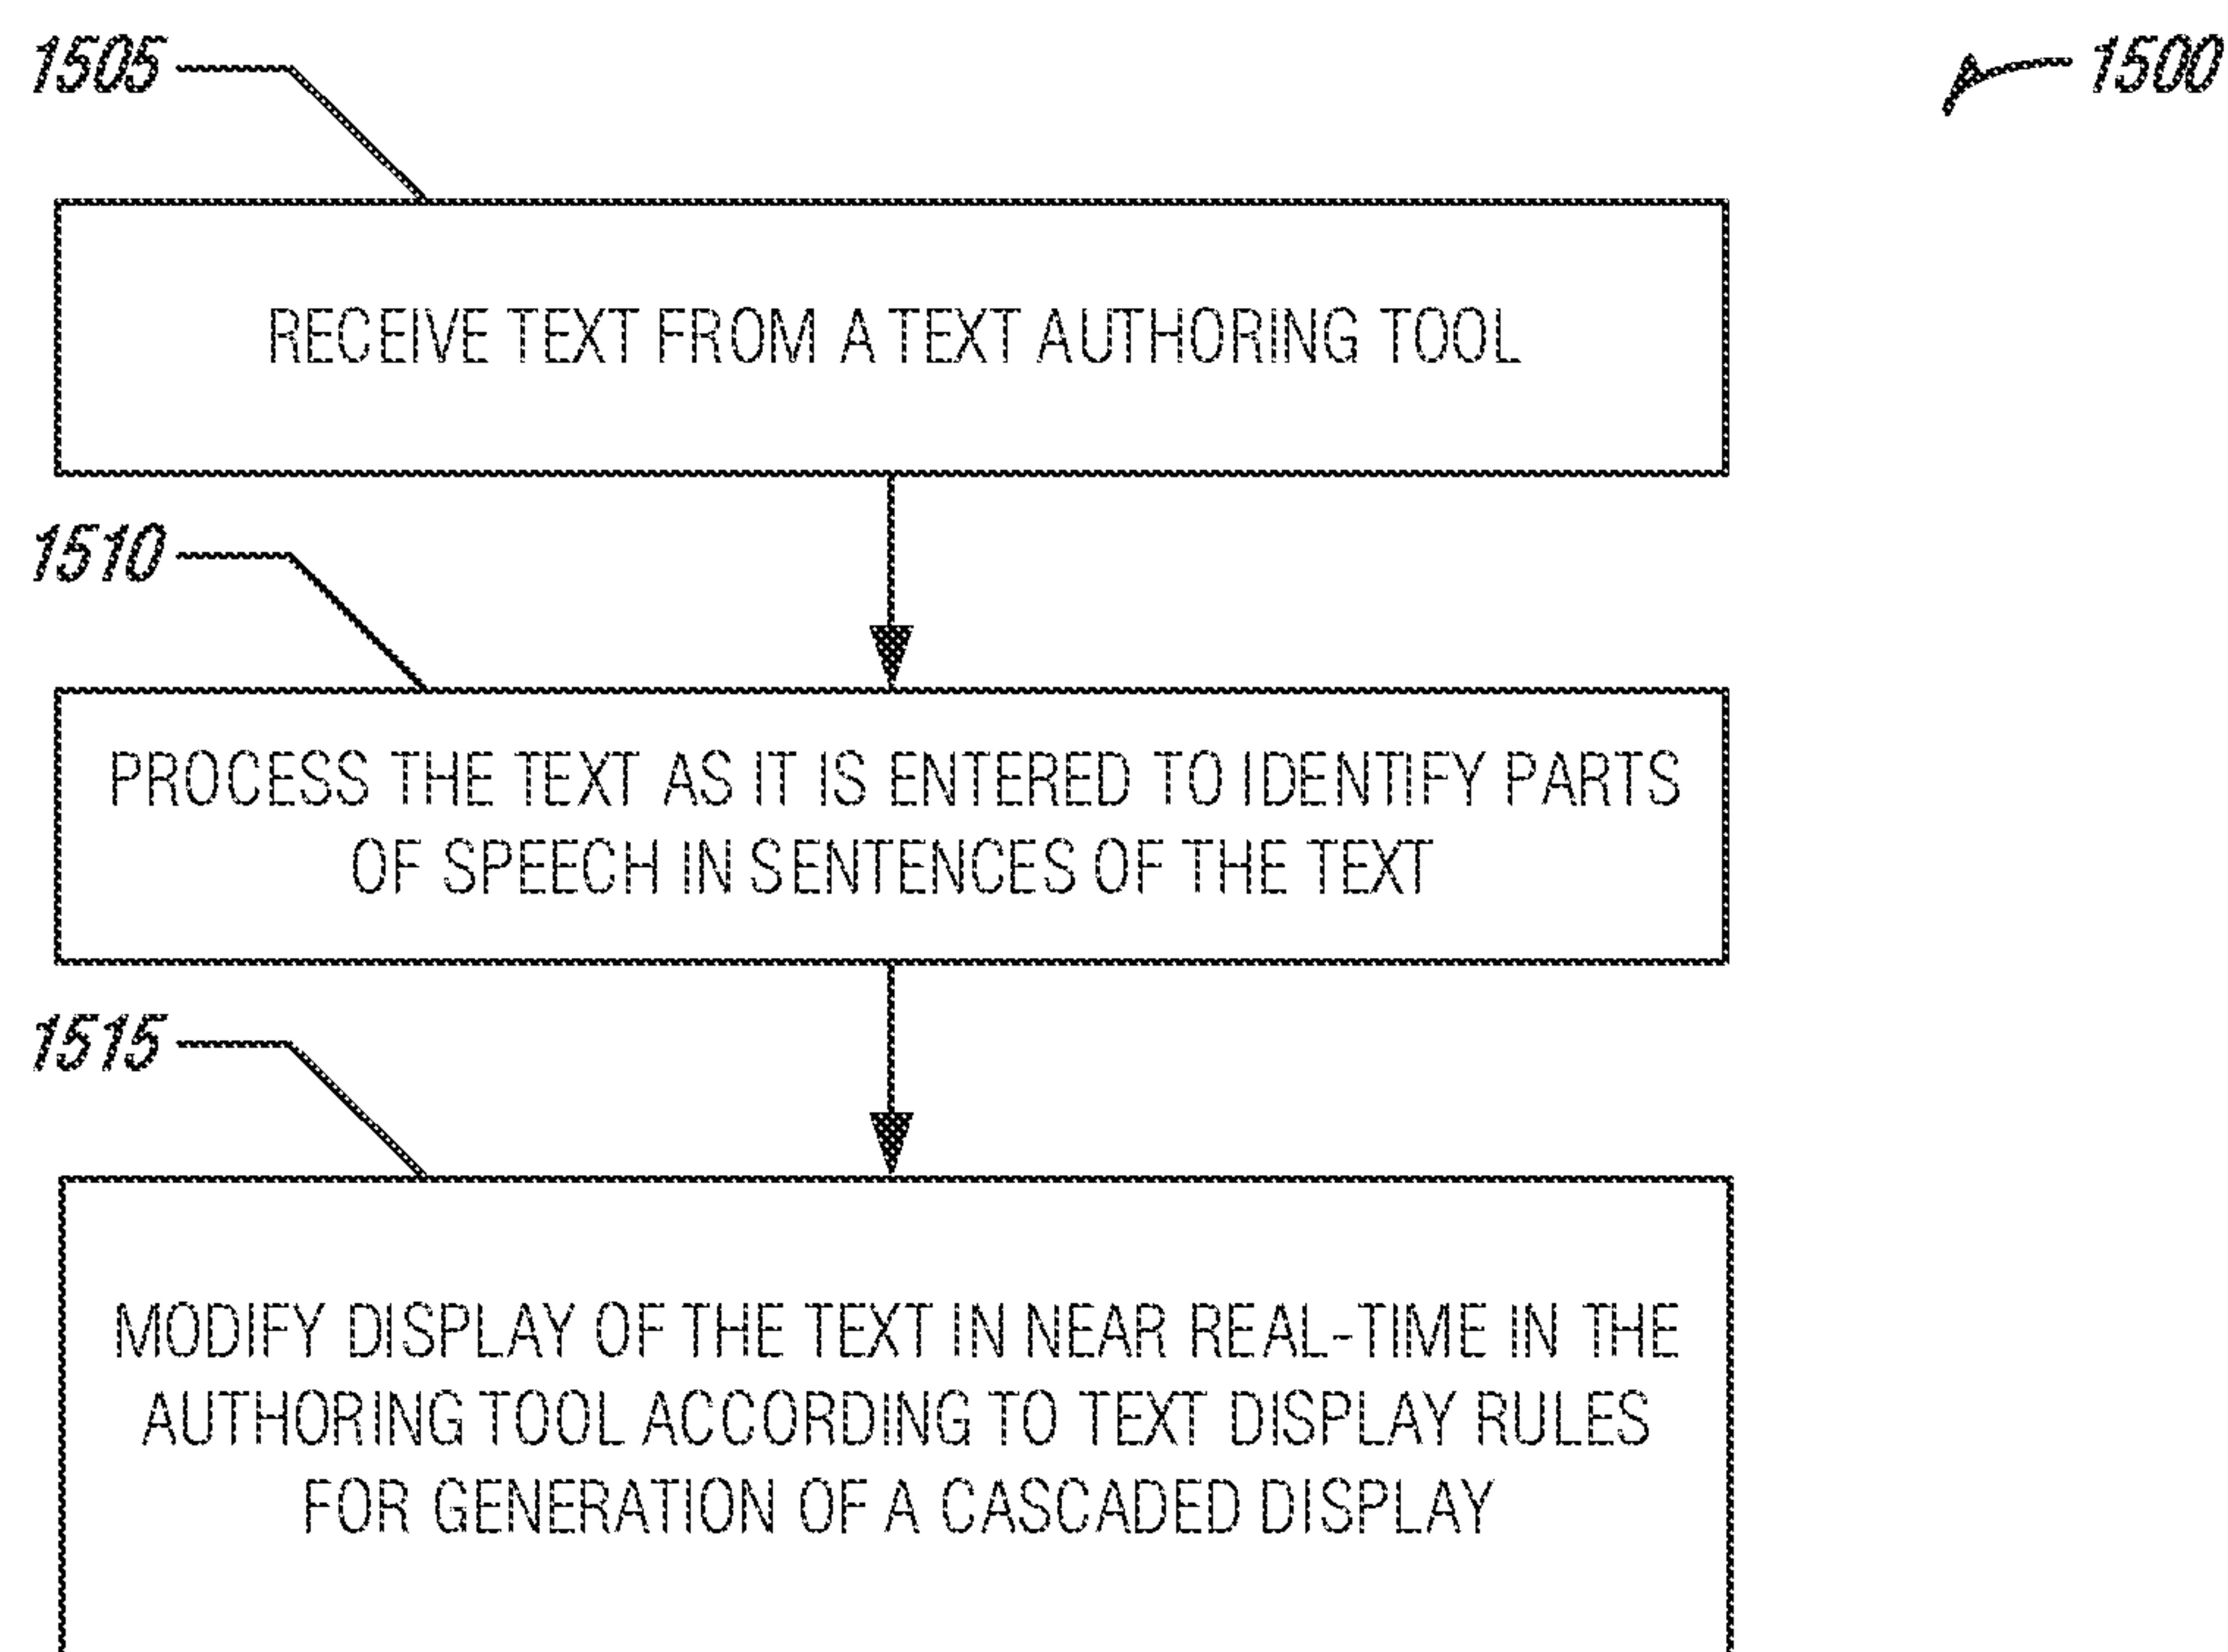 1505
1500
RECEIVE TEXT FROM A TEXT AUTHORING TOOL
1510
PROCESS THE TEXT AS IT IS ENTERED TO IDENTIFY PARTS
OF SPEECH IN SENTENCES OF THE TEXT
1515
MODIFY DISPLAY OF THE TEXT IN NEAR REAL-TIME IN THE
AUTHORING TOOL ACCORDING TO TEXT DISPLAY RULES
FOR GENERATION OF A CASCADED DISPLAY